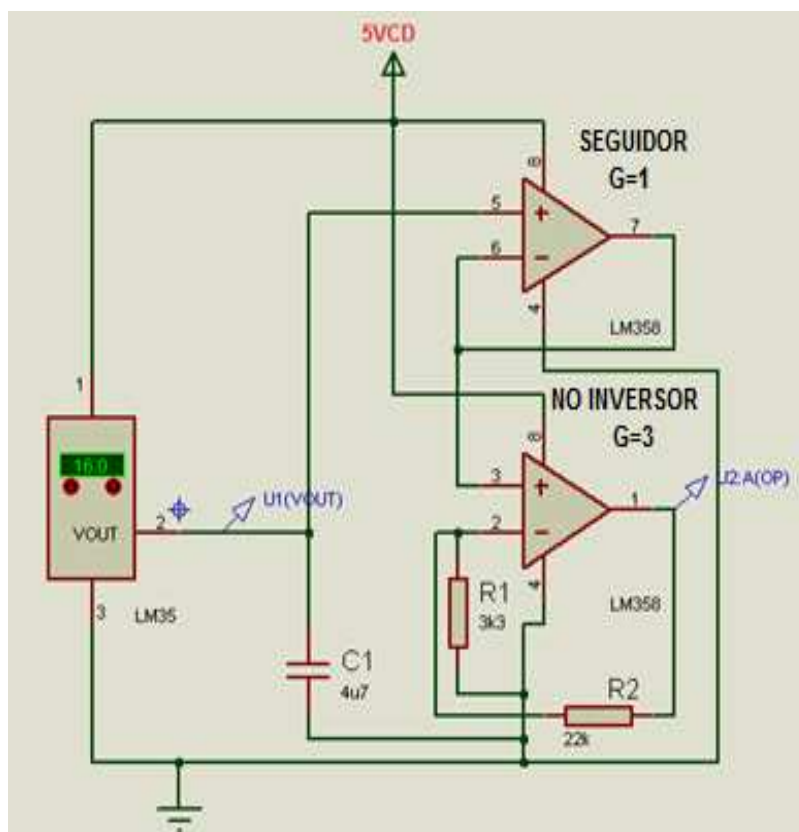 5VCD
SEGUIDOR
G=1
8
5
+
7
6
−
4
LM358
1
NO INVERSOR
G=3
8
16.0
3
+
1
U2:A(OP)
U1(VOUT)
2
2
−
VOUT
4
R1
LM358
3
LM35
3k3
C1
4u7
R2
22k